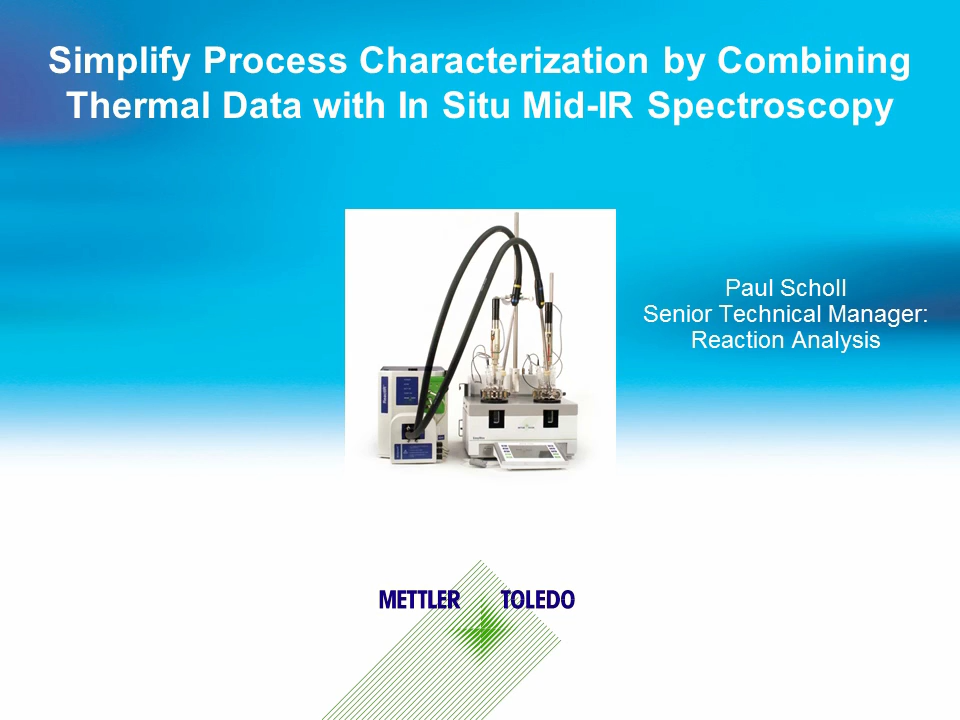 Simplify Process Characterization by Combining
Thermal Data with In Situ Mid-IR Spectroscopy
Paul Scholl
Senior Technical Manager:
Reaction Analysis
METTLER TOLEDO